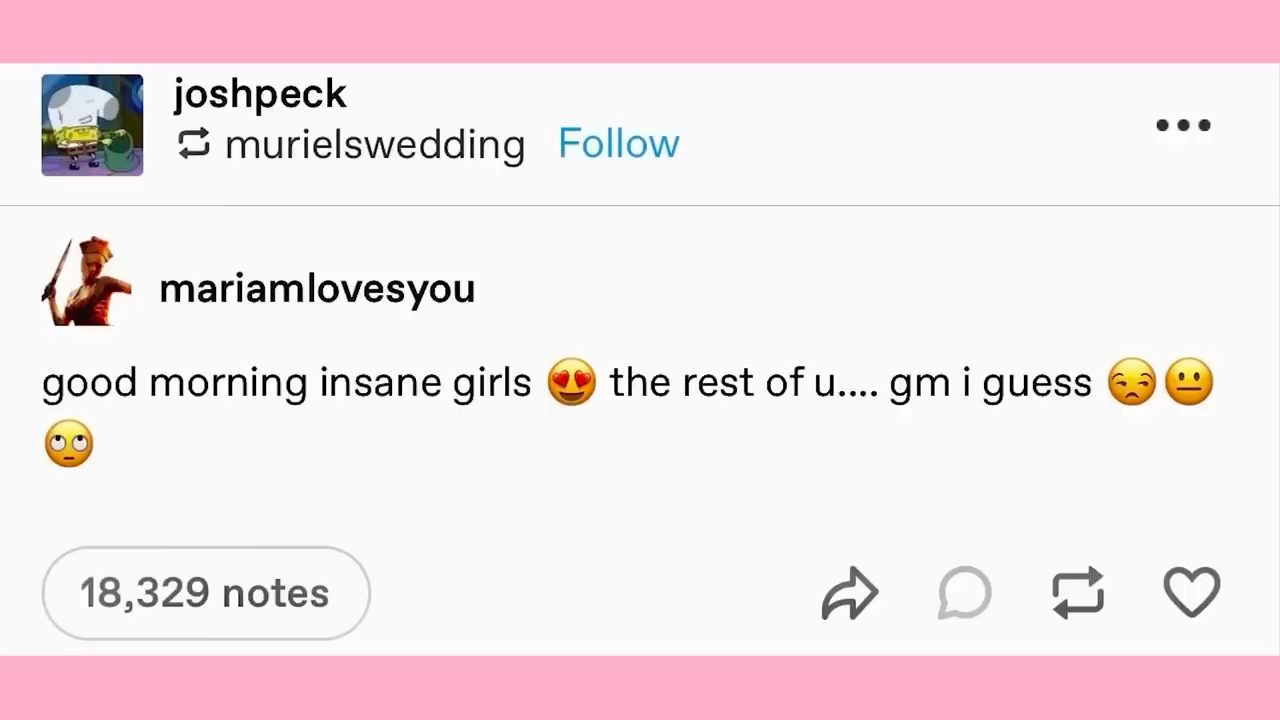 joshpeck
murielswedding Follow
mariamlovesyou
good morning insane girls 😍 the rest of u.... gm i guess 😒😐
🙄
18,329 notes